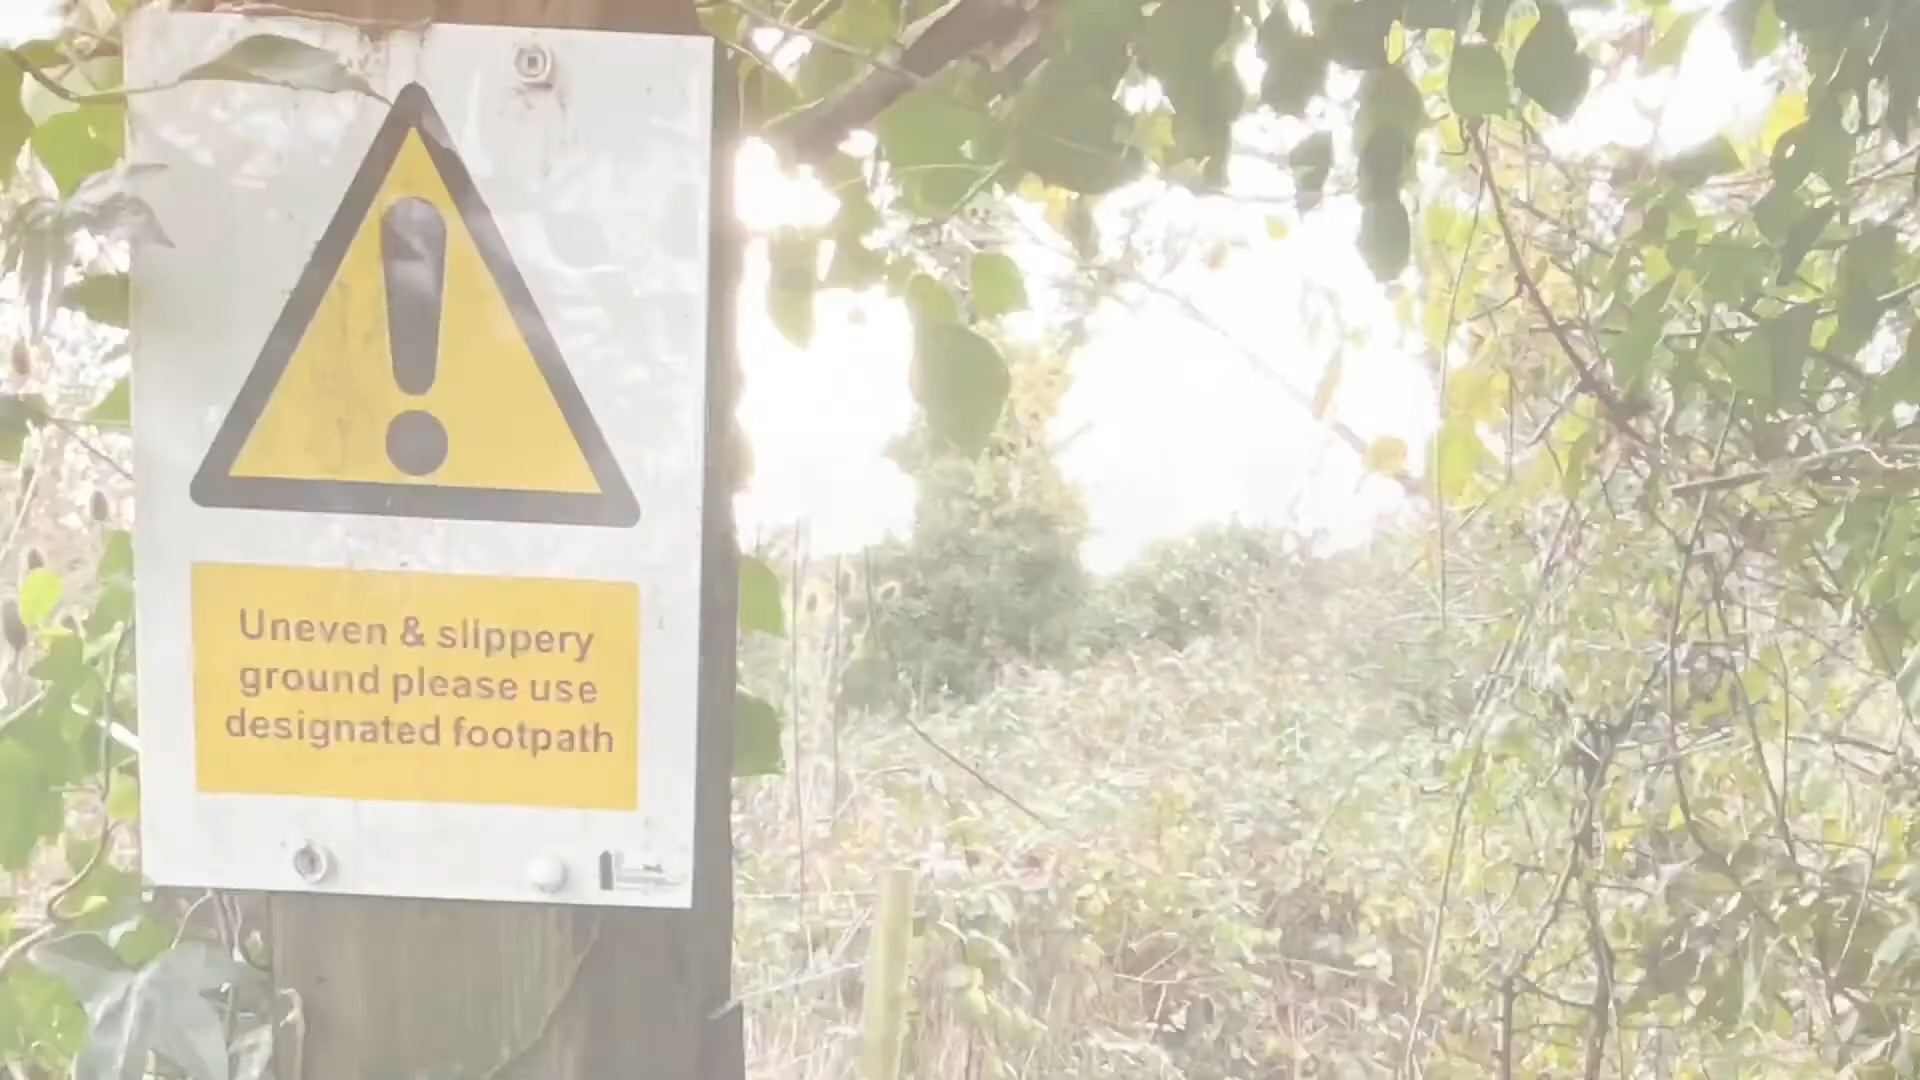 Uneven & slippery
ground please use
designated footpath